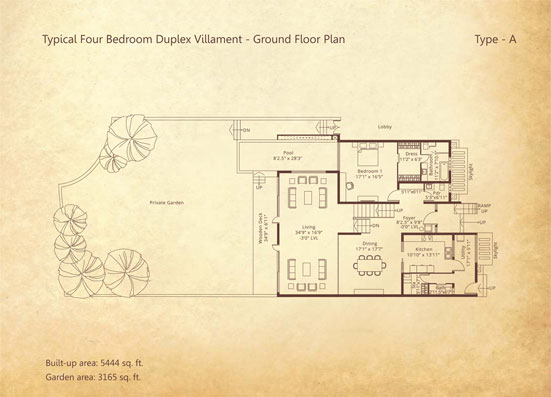 Typical Four Bedroom Duplex Villament - Ground Floor Plan
Type - A
Lobby
UP
DN
Pool
8'2.5" x 28'3"
Bedroom 1
17'1" x 16'9"
Dress
11'2" x 6'3"
Skylight
UP
Pdr
Private Garden
Wooden Deck
Living
34'9" x 16'9"
-3'0" LVL
UP
DN
Foyer
8'2.5" x 9'8"
-0'0" LVL
RAMP
UP
UP
Dining
17'1" x 17'7"
Kitchen
10'10" x 13'11"
Utility
Skylight
Built-up area: 5444 sq. ft.
Garden area: 3165 sq. ft.